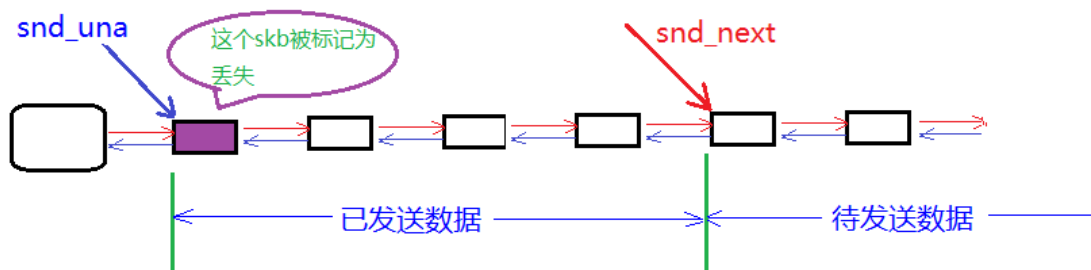 snd_una
这个skb被标记为
丢失
snd_next
已发送数据
待发送数据